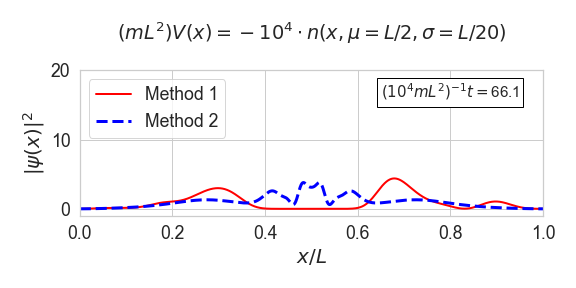 (mL²)V(x) = −10⁴ · n(x, μ = L/2, σ = L/20)
20
10
0
|ψ(x)|²
Method 1
Method 2
(10⁴mL²)⁻¹t = 66.1
0.0 0.2 0.4 0.6 0.8 1.0
x/L